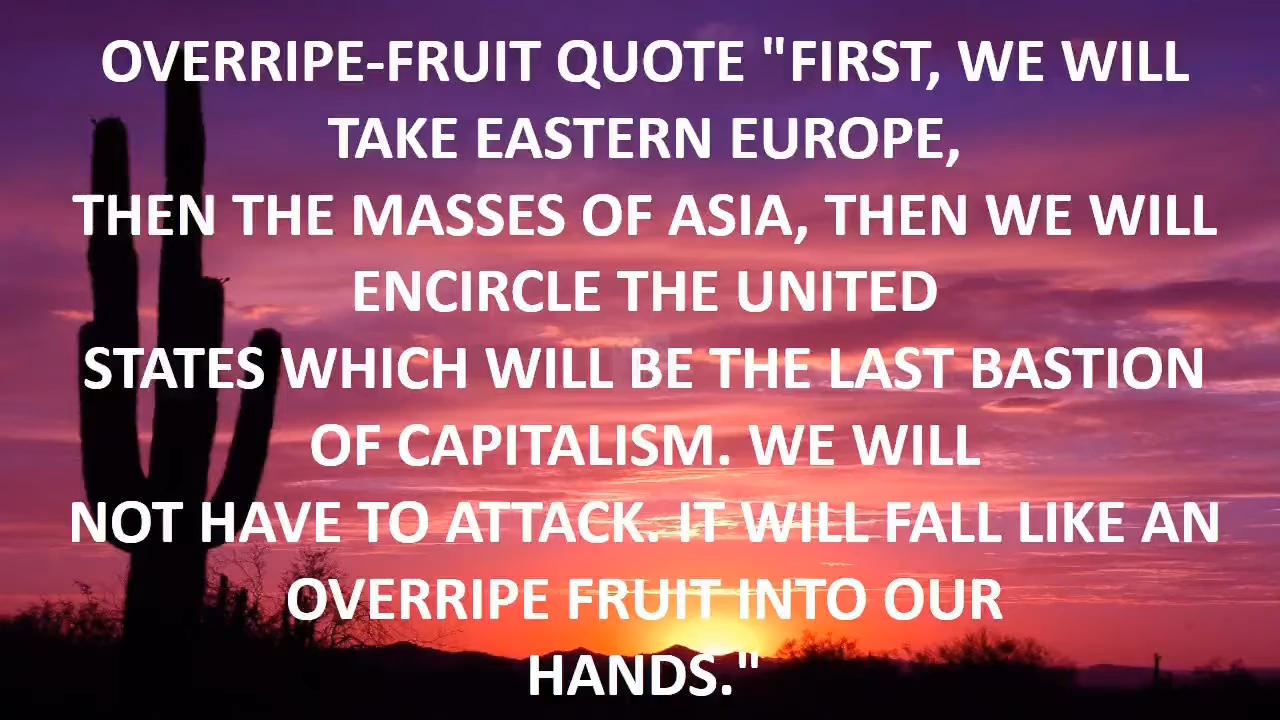 OVERRIPE-FRUIT QUOTE "FIRST, WE WILL
TAKE EASTERN EUROPE,
THEN THE MASSES OF ASIA, THEN WE WILL
ENCIRCLE THE UNITED
STATES WHICH WILL BE THE LAST BASTION
OF CAPITALISM. WE WILL
NOT HAVE TO ATTACK. IT WILL FALL LIKE AN
OVERRIPE FRUIT INTO OUR
HANDS."